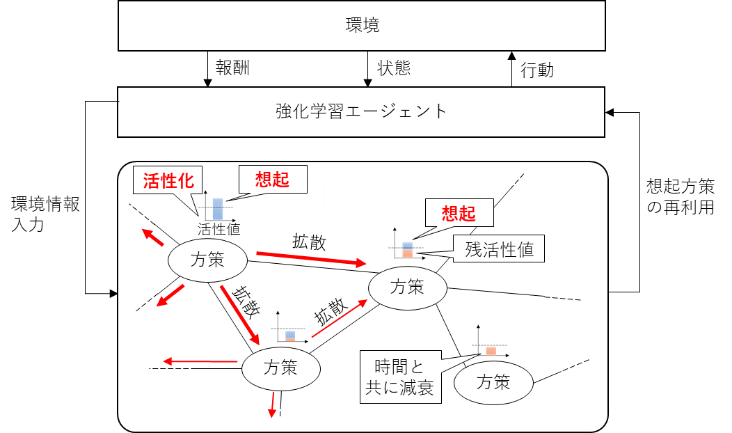 環境
報酬
状態
行動
強化学習エージェント
環境情報
入力
活性化
想起
活性値
方策
拡散
想起
残活性値
方策
拡散
拡散
方策
時間と
共に減衰
方策
想起方策
の再利用